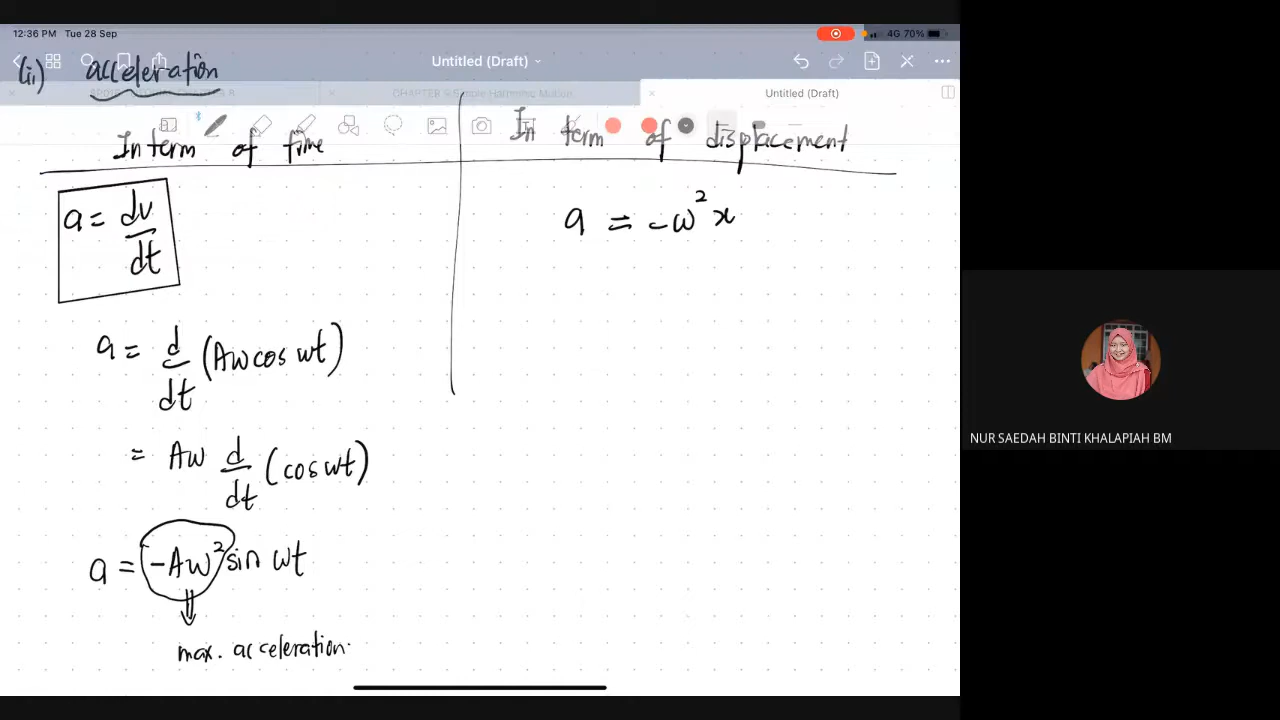 12:36 PM Tue 28 Sep
4G 70%
Untitled (Draft)
CHAPTER 9 Simple Harmonic Motion
Untitled (Draft)
(ii) acceleration
In term of time
a = dv/dt
a = d/dt (Aω cos ωt)
= Aω d/dt (cos ωt)
a = -Aω² sin ωt
max. acceleration.
In term of displacement
a = -ω² x
NUR SAEDAH BINTI KHALAPIAH BM